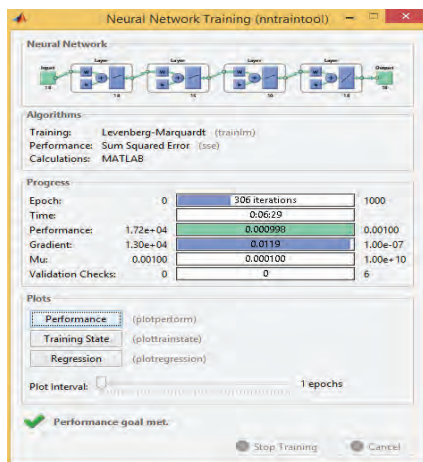 Neural Network Training (nntraintool)
Neural Network
Layer Layer Layer Layer
Input Output
W W W W
b b b b
Algorithms
Training: Levenberg-Marquardt (trainlm)
Performance: Sum Squared Error (sse)
Calculations: MATLAB
Progress
Epoch: 0 306 iterations 1000
Time: 0:06:29
Performance: 1.72e+04 0.000998 0.00100
Gradient: 1.30e+04 0.0119 1.00e-07
Mu: 0.00100 0.000100 1.00e+10
Validation Checks: 0 0 6
Plots
Performance (plotperform)
Training State (plottrainstate)
Regression (plotregression)
Plot Interval: 1 epochs
Performance goal met.
Stop Training Cancel